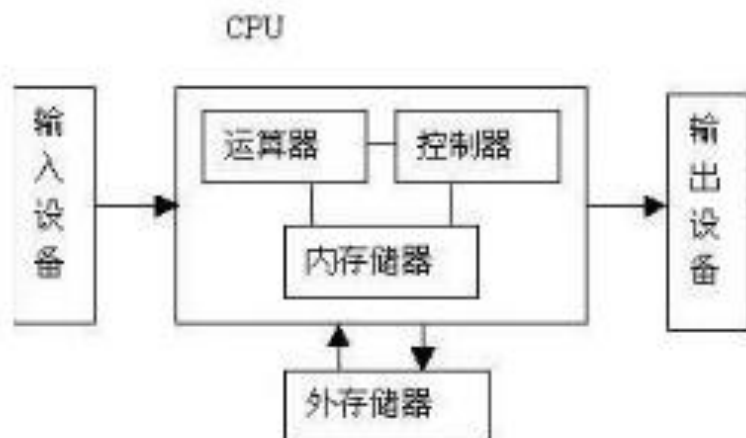 CPU
输入设备
运算器
控制器
内存储器
输出设备
外存储器